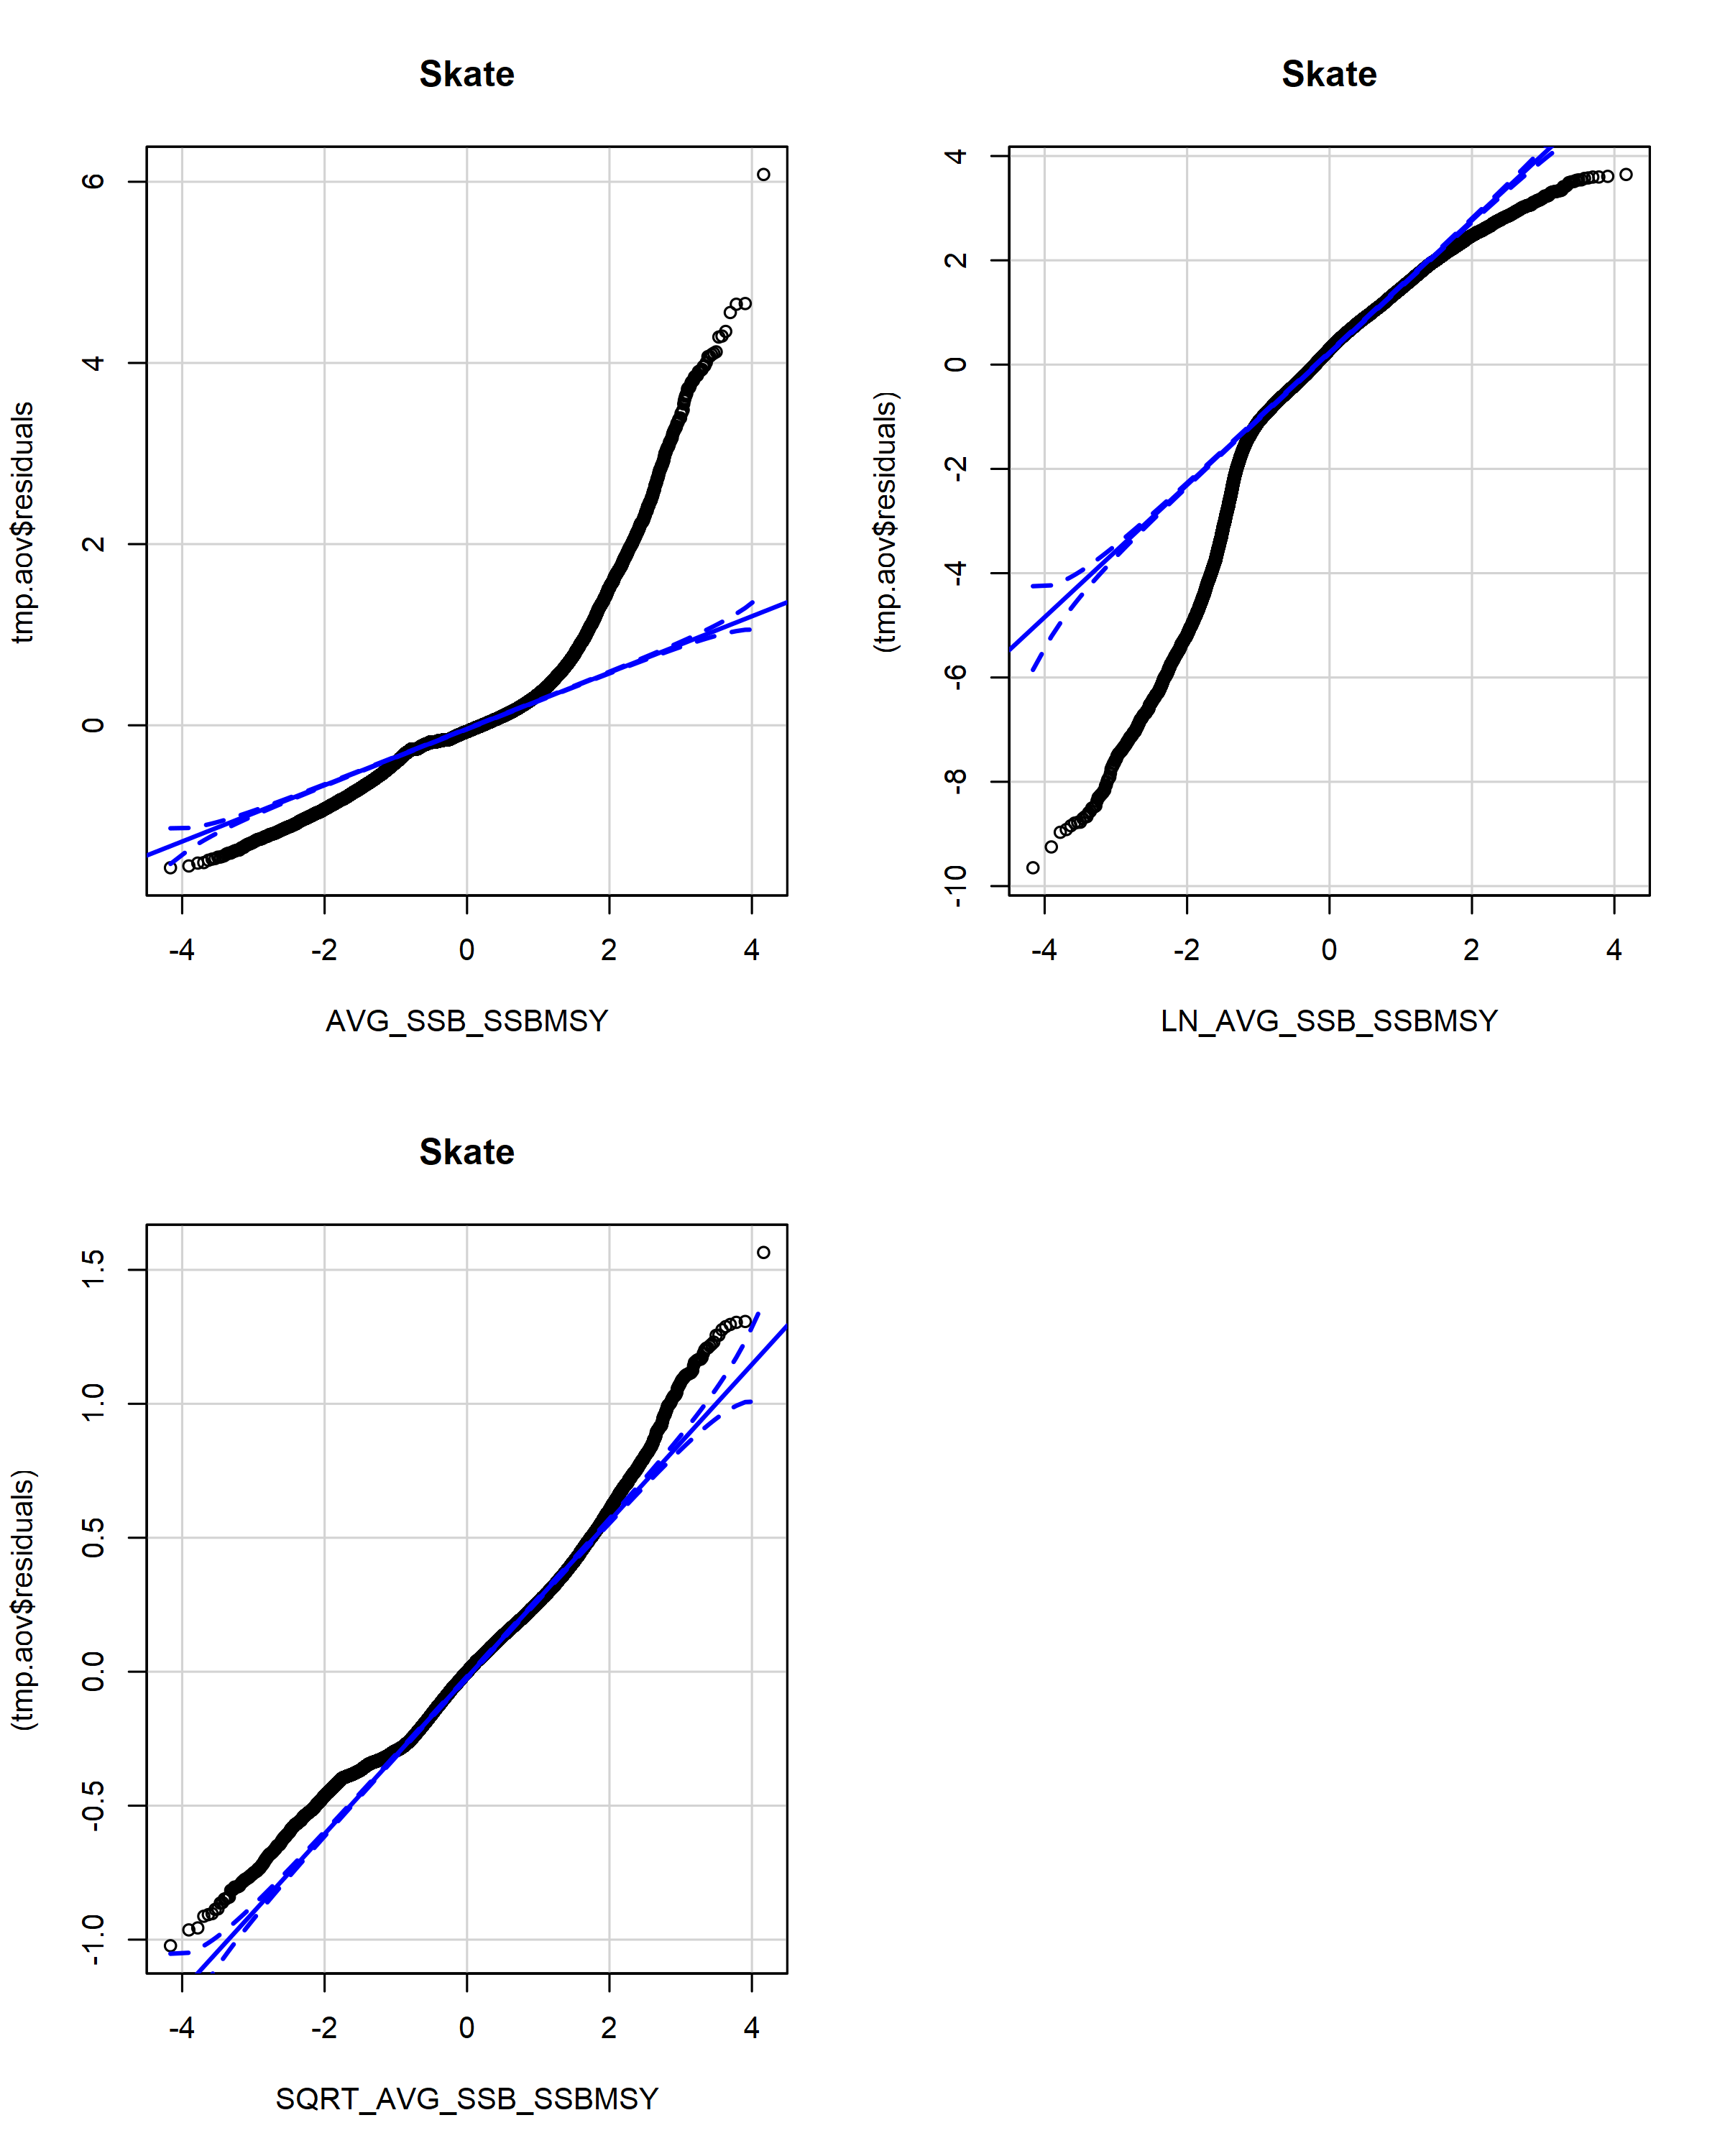 Skate
tmp.aov$residuals
6
4
2
0
-4 -2 0 2 4
AVG_SSB_SSBMSY
Skate
(tmp.aov$residuals)
4
2
0
-2
-4
-6
-8
-10
-4 -2 0 2 4
LN_AVG_SSB_SSBMSY
Skate
(tmp.aov$residuals)
1.5
1.0
0.5
0.0
-0.5
-1.0
-4 -2 0 2 4
SQRT_AVG_SSB_SSBMSY